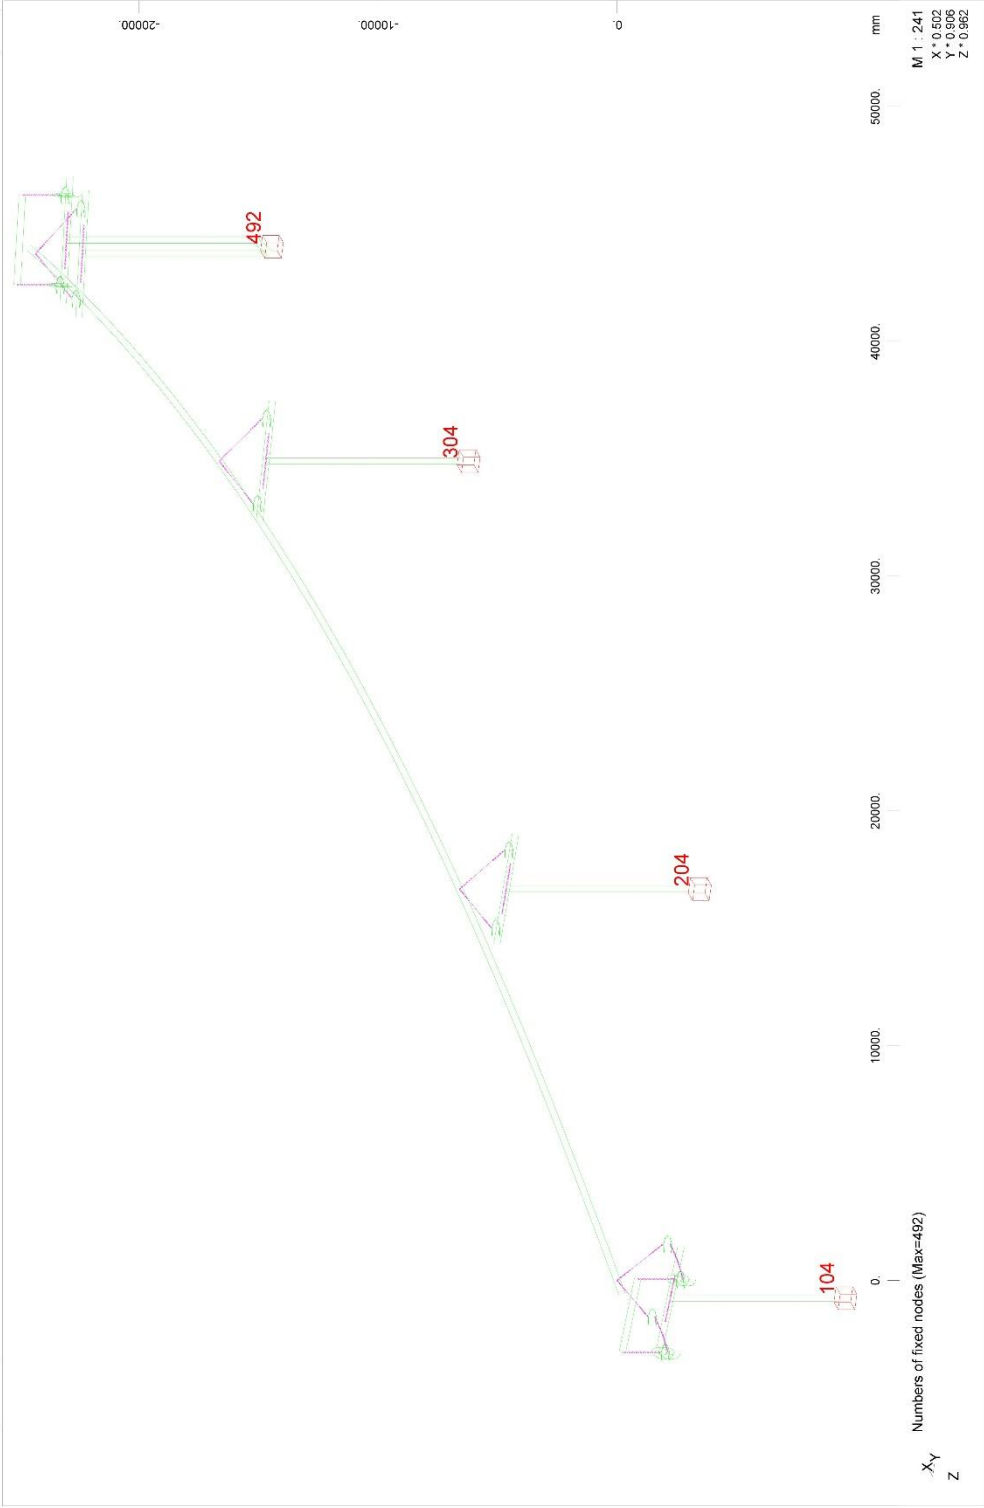 -20000.
-10000.
0.
mm
M 1 : 241
X * 0.502
Y * 0.906
Z * 0.962
50000.
40000.
30000.
20000.
10000.
0.
492
304
204
104
Numbers of fixed nodes (Max=492)
X
Y
Z